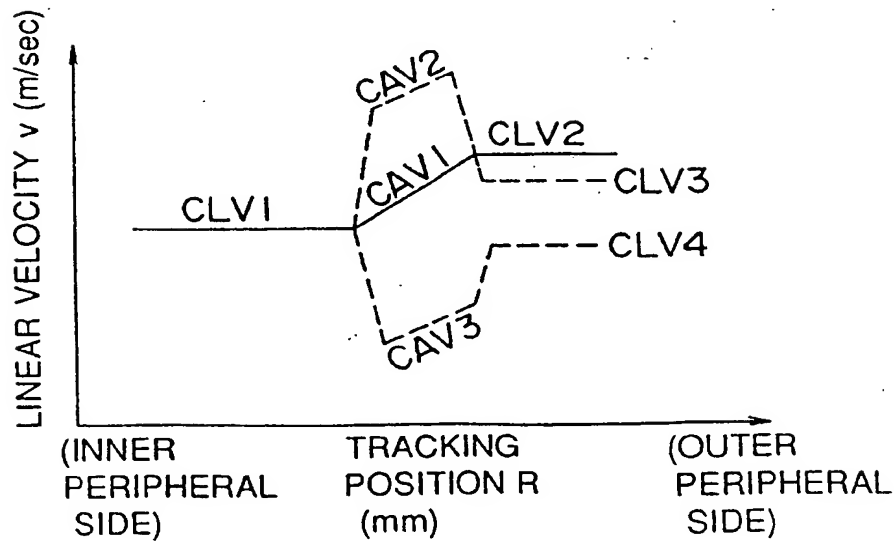 LINEAR VELOCITY v (m/sec)
CAV2
CLV2
CAV1
CLV3
CLV1
CLV4
CAV3
(INNER
PERIPHERAL
SIDE)
TRACKING
POSITION R
(mm)
(OUTER
PERIPHERAL
SIDE)